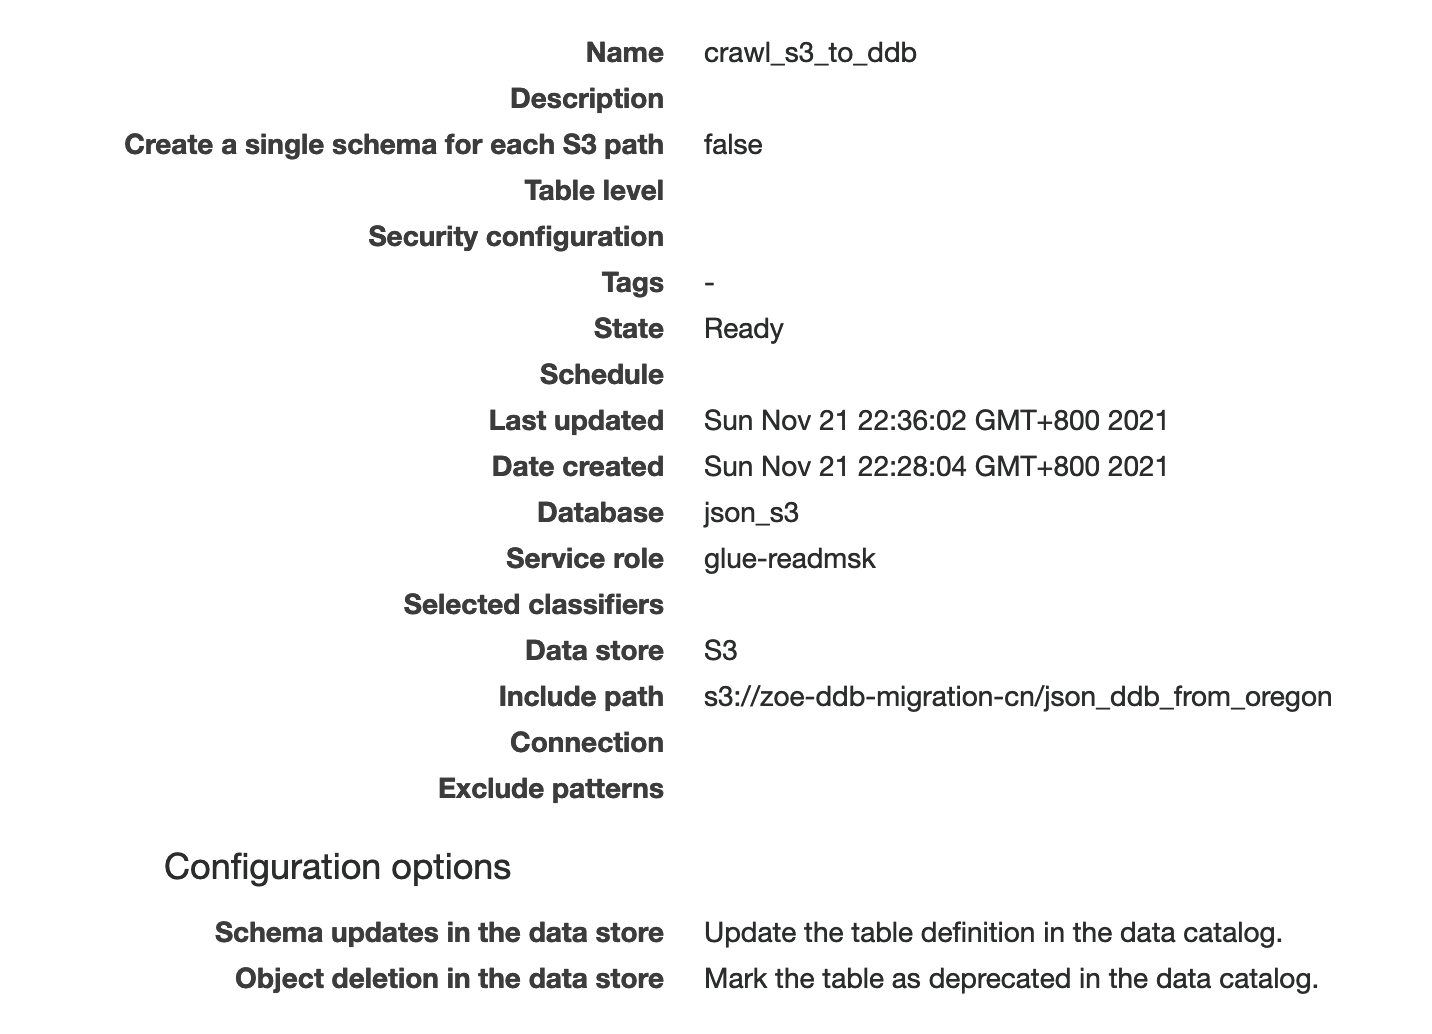 Name crawl_s3_to_ddb
Description
Create a single schema for each S3 path false
Table level
Security configuration
Tags -
State Ready
Schedule
Last updated Sun Nov 21 22:36:02 GMT+800 2021
Date created Sun Nov 21 22:28:04 GMT+800 2021
Database json_s3
Service role glue-readmsk
Selected classifiers
Data store S3
Include path s3://zoe-ddb-migration-cn/json_ddb_from_oregon
Connection
Exclude patterns
Configuration options
Schema updates in the data store Update the table definition in the data catalog.
Object deletion in the data store Mark the table as deprecated in the data catalog.